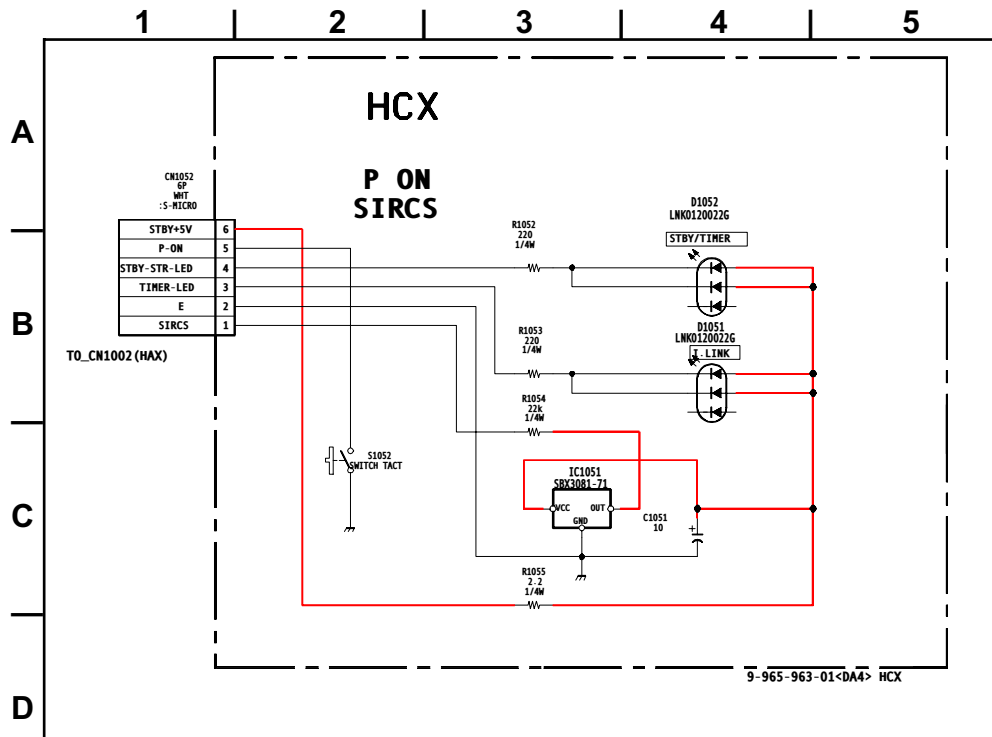 1 2 3 4 5
A
HCX
P ON
SIRCS
CN1052
6P
WHT
:S-MICRO
D1052
LNK0120022G
STBY/TIMER
R1052
220
1/4W
STBY+5V 6
P-ON 5
STBY-STR-LED 4
TIMER-LED 3
E 2
SIRCS 1
B
TO_CN1002(HAX)
R1053
220
1/4W
D1051
LNK0120022G
I.LINK
R1054
22k
1/4W
S1052
SWITCH TACT
IC1051
SBX3081-71
VCC OUT
GND
C1051
10
+
C
R1055
2.2
1/4W
9-965-963-01<DA4> HCX
D